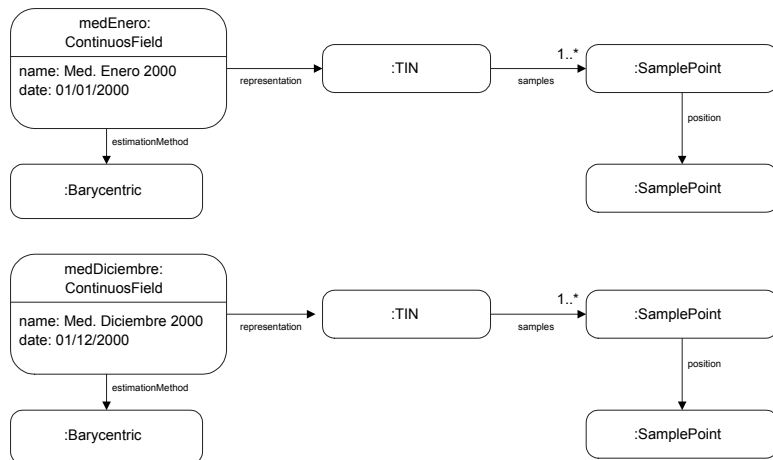 medEnero:
ContinuosField
name: Med. Enero 2000
date: 01/01/2000
representation
:TIN
1..*
samples
:SamplePoint
estimationMethod
position
:Barycentric
:SamplePoint
medDiciembre:
ContinuosField
name: Med. Diciembre 2000
date: 01/12/2000
representation
:TIN
1..*
samples
:SamplePoint
estimationMethod
position
:Barycentric
:SamplePoint